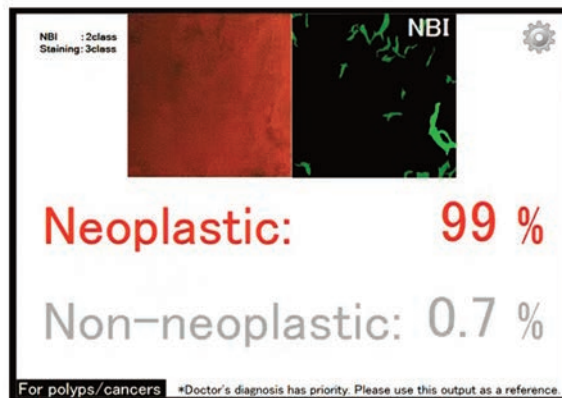 NBI :2class
Staining:3class
NBI
Neoplastic: 99 %
Non-neoplastic: 0.7 %
For polyps/cancers *Doctor's diagnosis has priority. Please use this output as a reference.